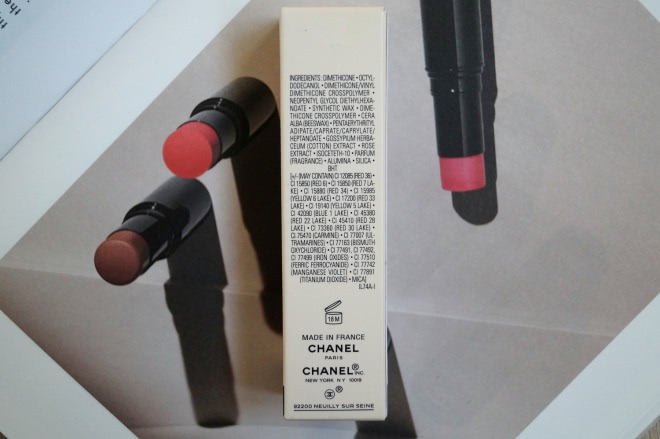 INGREDIENTS: DIMETHICONE • OCTYL-
DODECANOL • DIMETHICONE/VINYL
DIMETHICONE CROSSPOLYMER •
NEOPENTYL GLYCOL DIETHYLHEXA-
NOATE • SYNTHETIC WAX • DIME-
THICONE CROSSPOLYMER • CERA
ALBA (BEESWAX) • PENTAERYTHRITYL
ADIPATE/CAPRATE/CAPRYLATE/
HEPTANOATE • GOSSYPIUM HERBA-
CEUM (COTTON) EXTRACT • ROSE
EXTRACT • ISOCETETH-10 • PARFUM
(FRAGRANCE) • ALUMINA • SILICA •
BHT
[+/-(MAY CONTAIN) CI 12085 (RED 36) •
CI 15850 (RED 6) • CI 15850 (RED 7 LA-
KE) • CI 15880 (RED 34) • CI 15985
(YELLOW 6 LAKE) • CI 17200 (RED 33
LAKE) • CI 19140 (YELLOW 5 LAKE) •
CI 42090 (BLUE 1 LAKE) • CI 45380
(RED 22 LAKE) • CI 45410 (RED 28
LAKE) • CI 73360 (RED 30 LAKE) •
CI 75470 (CARMINE) • CI 77007 (UL-
TRAMARINES) • CI 77163 (BISMUTH
OXYCHLORIDE) • CI 77491, CI 77492,
CI 77499 (IRON OXIDES) • CI 77510
(FERRIC FERROCYANIDE) • CI 77742
(MANGANESE VIOLET) • CI 77891
(TITANIUM DIOXIDE) • MICA]
IL74A-I
18 M
MADE IN FRANCE
CHANEL
PARIS
CHANEL® INC.
NEW YORK NY 10019
®
92200 NEUILLY SUR SEINE